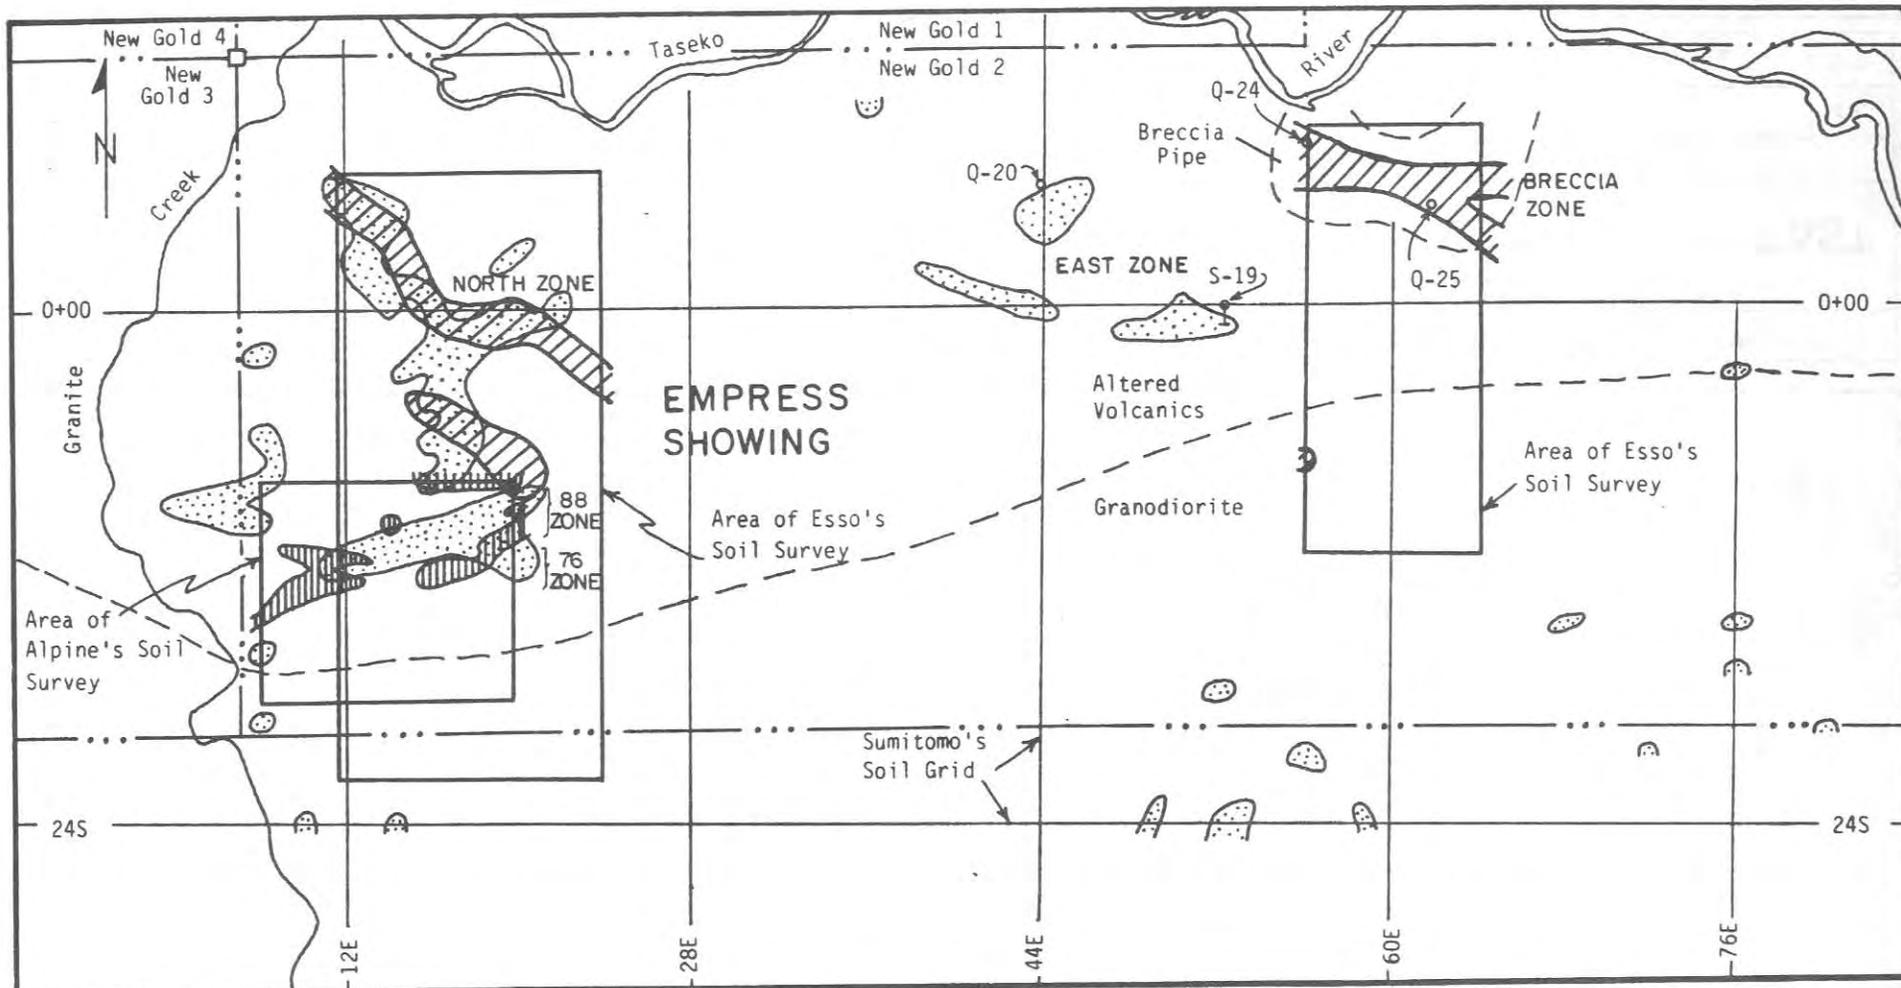 New Gold 4
New
Gold 3
Taseko
New Gold 1
New Gold 2
River
N
Creek
Q-24
Breccia
Pipe
Q-20
BRECCIA
ZONE
NORTH ZONE
EAST ZONE
S-19
Q-25
0+00
0+00
Granite
EMPRESS
SHOWING
Altered
Volcanics
Area of Esso's
Soil Survey
88
ZONE
76
ZONE
Area of Esso's
Soil Survey
Granodiorite
Area of
Alpine's Soil
Survey
Sumitomo's
Soil Grid
24S
24S
12E
28E
44E
60E
76E